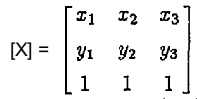 x₁ x₂ x₃
[X] = y₁ y₂ y₃
1 1 1